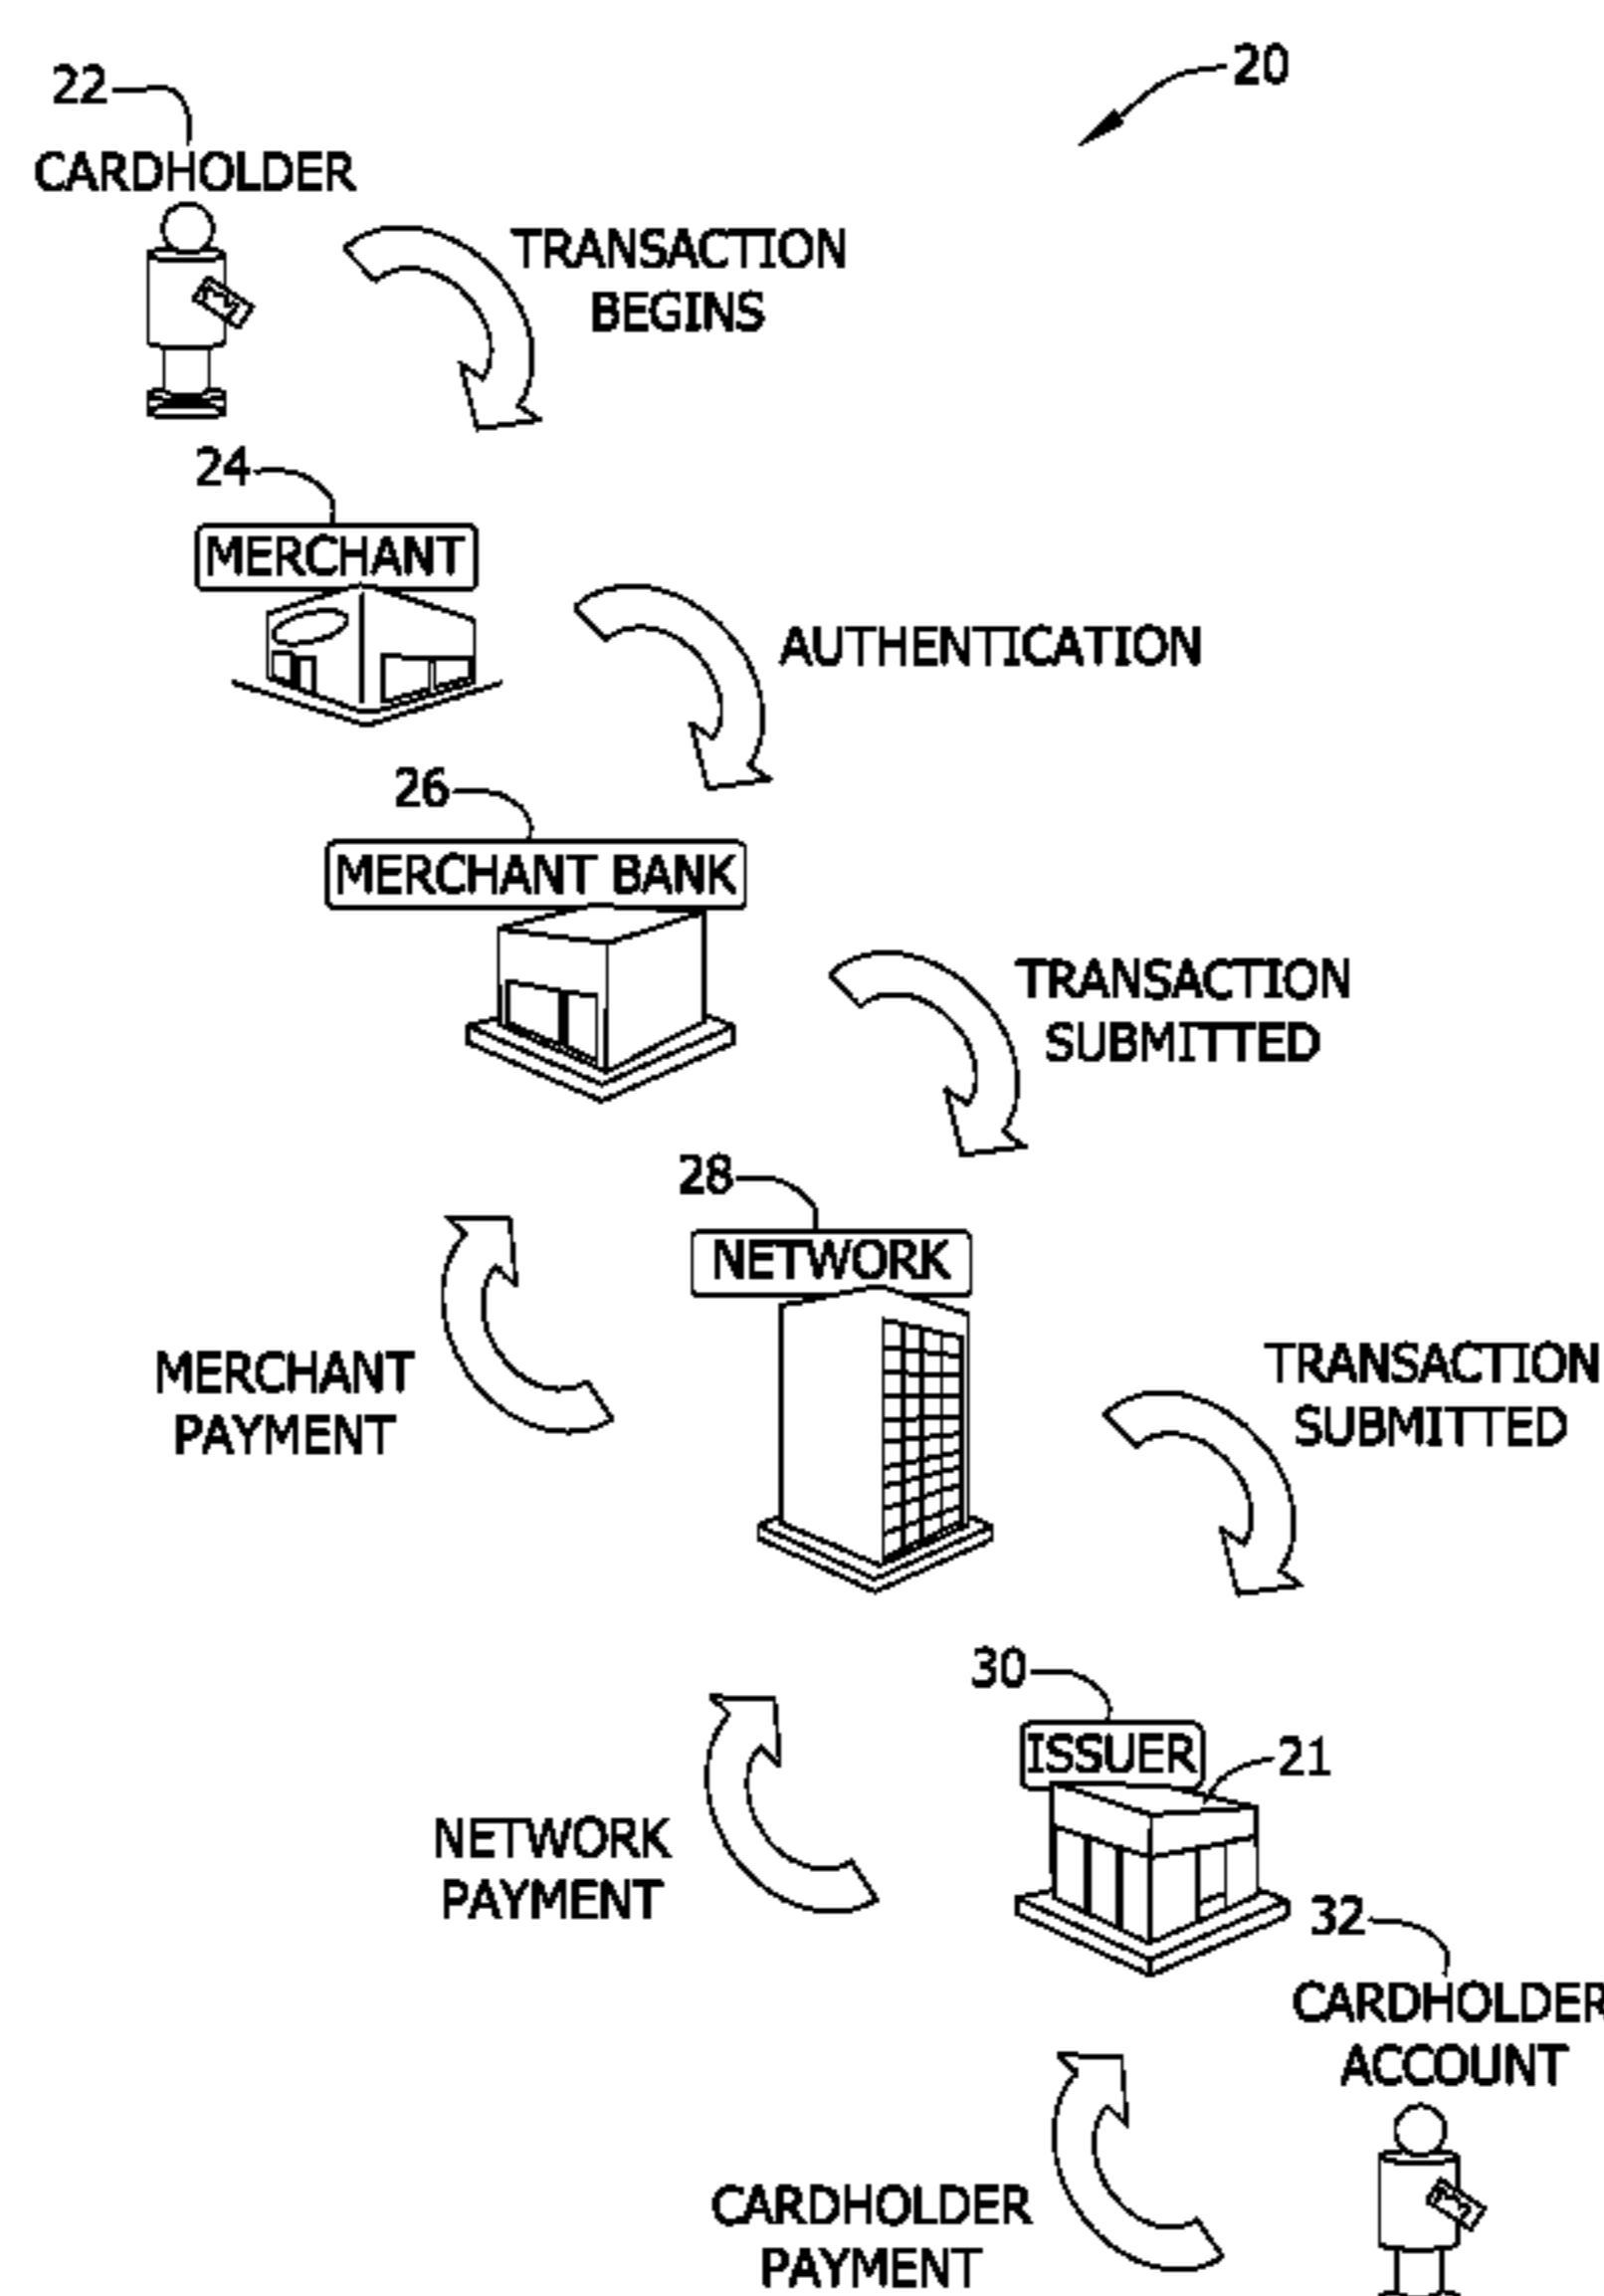 20
22
CARDHOLDER
TRANSACTION
BEGINS
24
MERCHANT
AUTHENTICATION
26
MERCHANT BANK
TRANSACTION
SUBMITTED
28
NETWORK
MERCHANT
PAYMENT
TRANSACTION
SUBMITTED
30
ISSUER
21
NETWORK
PAYMENT
32
CARDHOLDER
ACCOUNT
CARDHOLDER
PAYMENT